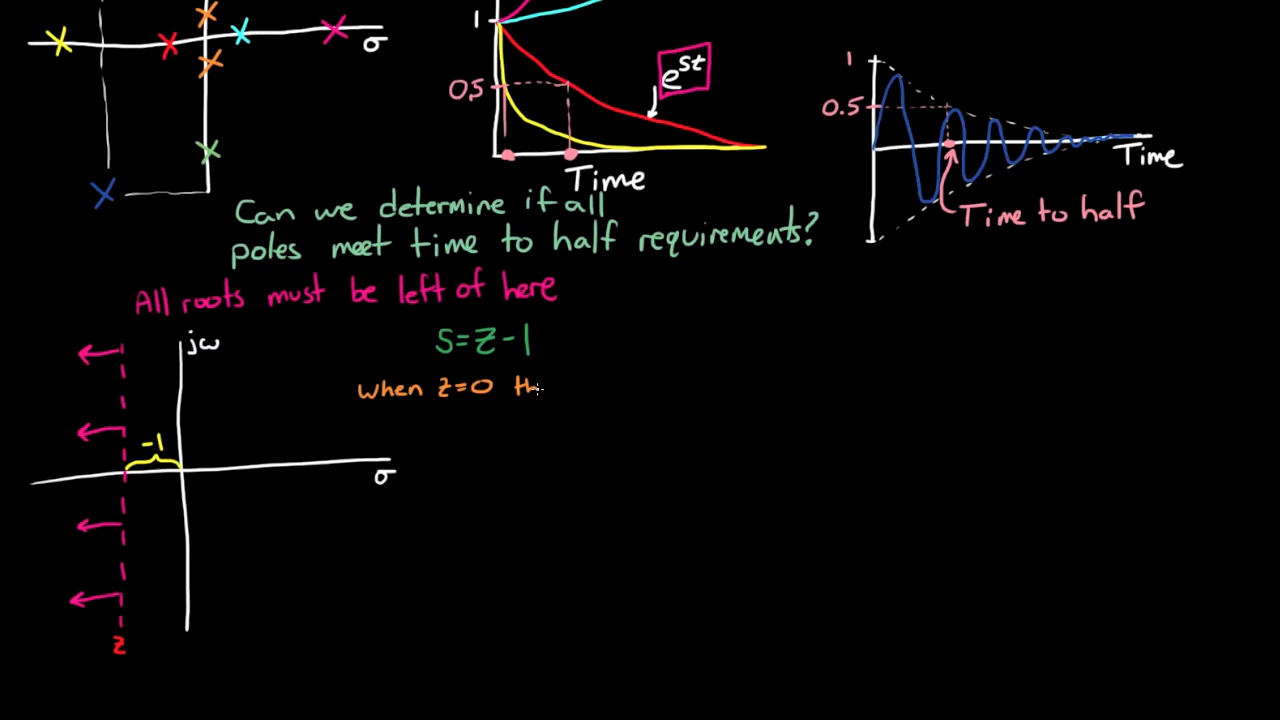 σ
1
0.5
e^st
Time
1
0.5
Time
Time to half
Can we determine if all
poles meet time to half requirements?
All roots must be left of here
jω
S=Z-1
when z=0 th
-1
σ
z